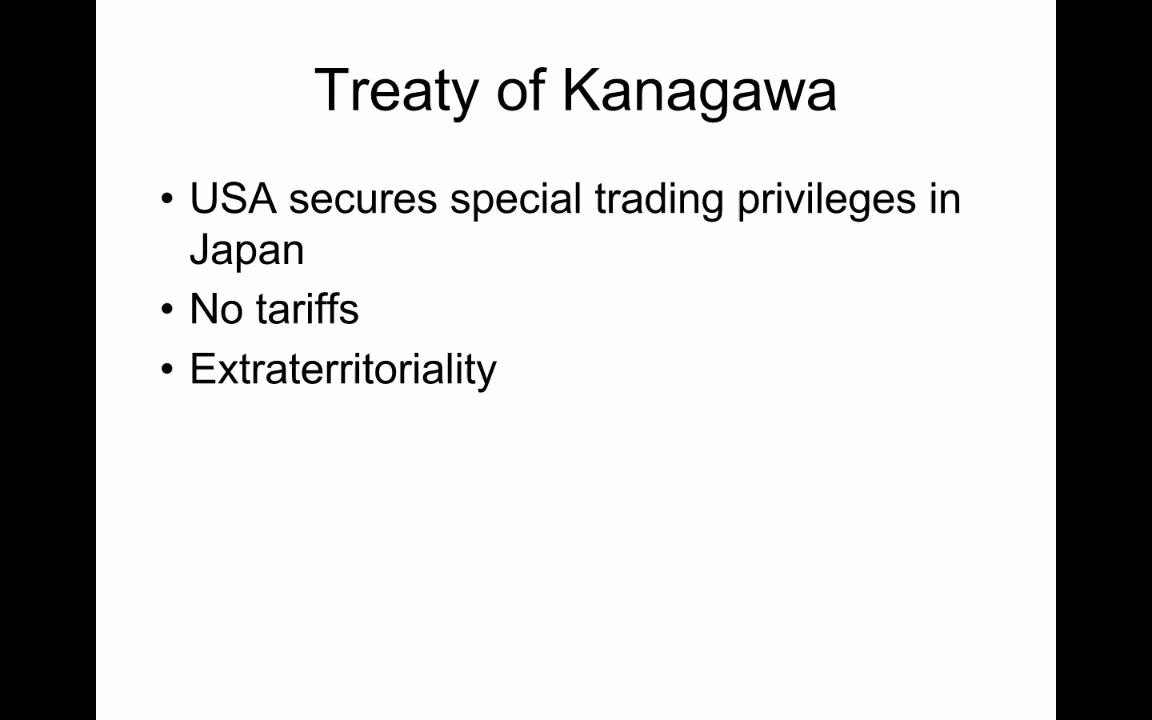 Treaty of Kanagawa
• USA secures special trading privileges in
Japan
• No tariffs
• Extraterritoriality